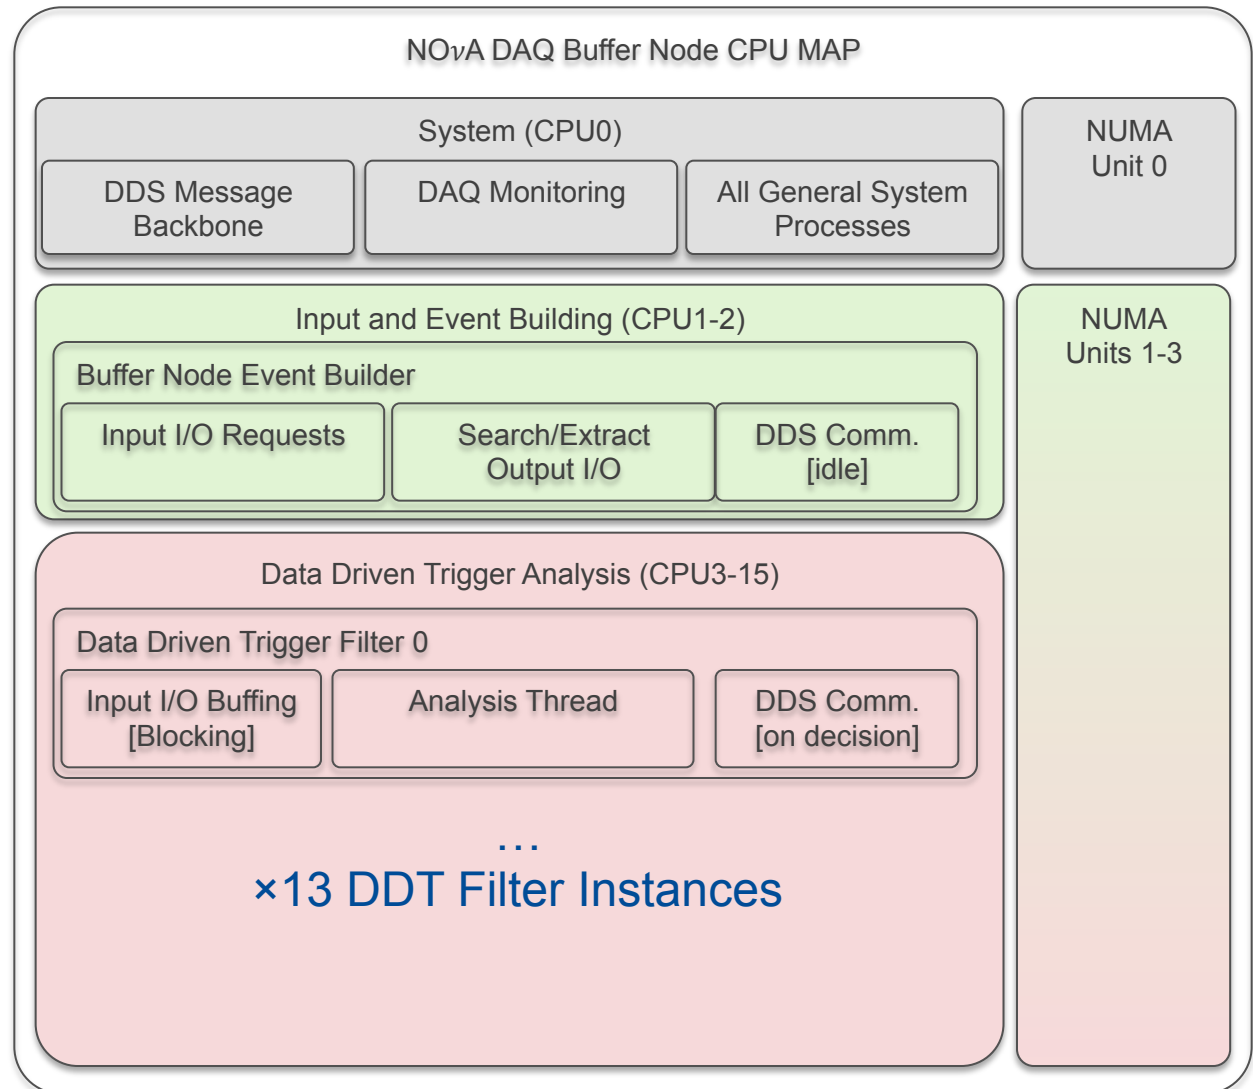 NOνA DAQ Buffer Node CPU MAP
System (CPU0)
DDS Message
Backbone
DAQ Monitoring
All General System
Processes
NUMA
Unit 0
Input and Event Building (CPU1-2)
Buffer Node Event Builder
Input I/O Requests
Search/Extract
Output I/O
DDS Comm.
[idle]
NUMA
Units 1-3
Data Driven Trigger Analysis (CPU3-15)
Data Driven Trigger Filter 0
Input I/O Buffing
[Blocking]
Analysis Thread
DDS Comm.
[on decision]
…
×13 DDT Filter Instances